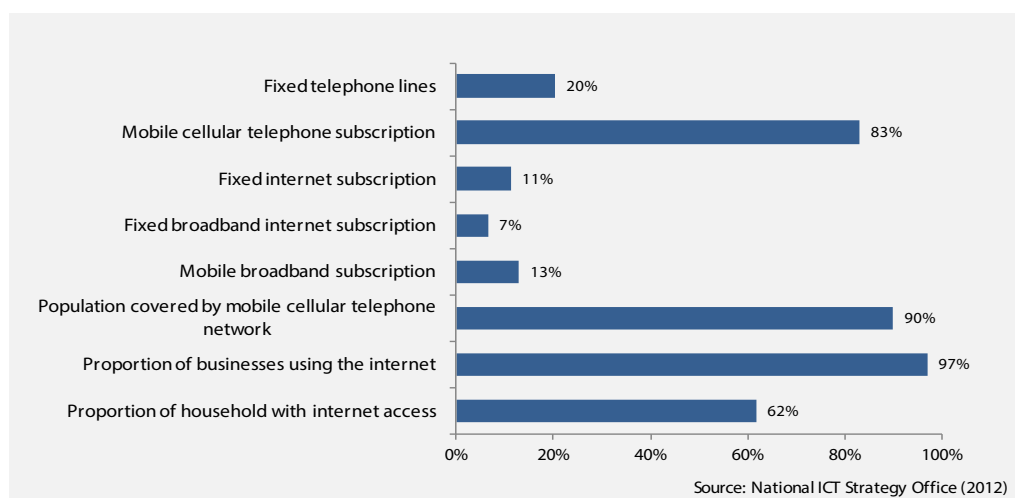 Fixed telephone lines
20%
Mobile cellular telephone subscription
83%
Fixed internet subscription
11%
Fixed broadband internet subscription
7%
Mobile broadband subscription
13%
Population covered by mobile cellular telephone
network
90%
Proportion of businesses using the internet
97%
Proportion of household with internet access
62%
0% 20% 40% 60% 80% 100%
Source: National ICT Strategy Office (2012)